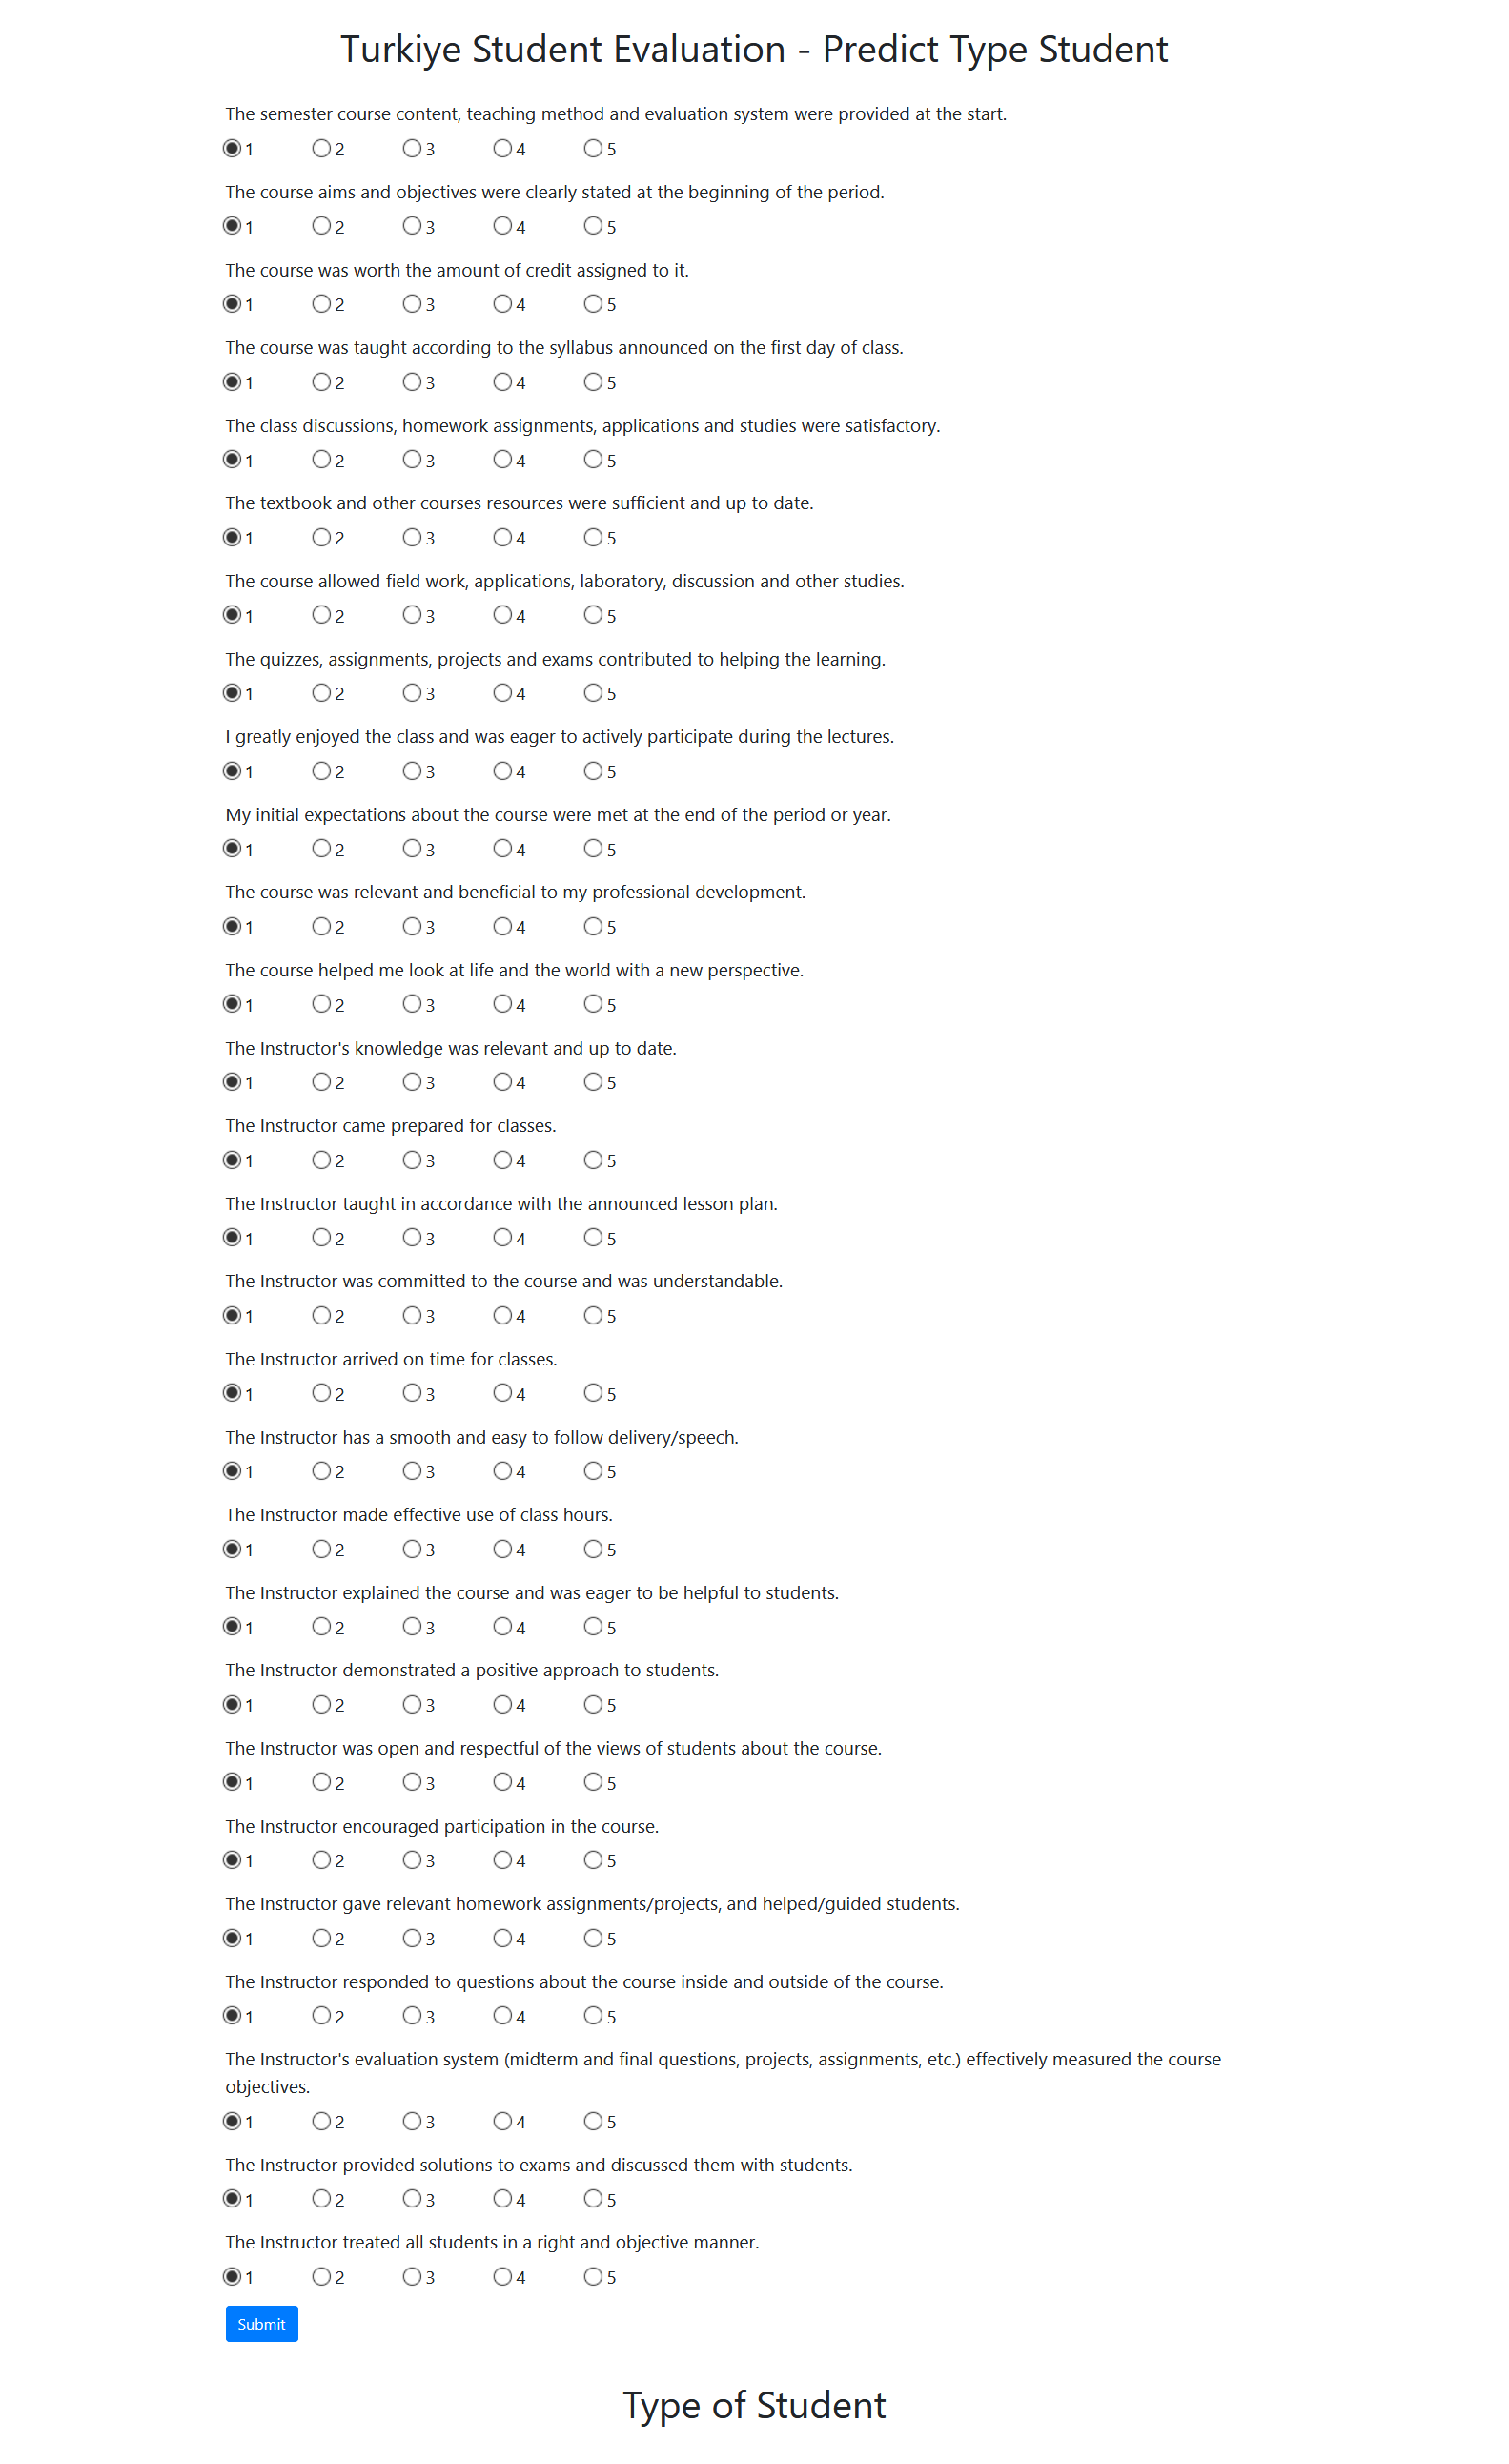 Turkiye Student Evaluation - Predict Type Student
The semester course content, teaching method and evaluation system were provided at the start.
1 2 3 4 5
The course aims and objectives were clearly stated at the beginning of the period.
1 2 3 4 5
The course was worth the amount of credit assigned to it.
1 2 3 4 5
The course was taught according to the syllabus announced on the first day of class.
1 2 3 4 5
The class discussions, homework assignments, applications and studies were satisfactory.
1 2 3 4 5
The textbook and other courses resources were sufficient and up to date.
1 2 3 4 5
The course allowed field work, applications, laboratory, discussion and other studies.
1 2 3 4 5
The quizzes, assignments, projects and exams contributed to helping the learning.
1 2 3 4 5
I greatly enjoyed the class and was eager to actively participate during the lectures.
1 2 3 4 5
My initial expectations about the course were met at the end of the period or year.
1 2 3 4 5
The course was relevant and beneficial to my professional development.
1 2 3 4 5
The course helped me look at life and the world with a new perspective.
1 2 3 4 5
The Instructor's knowledge was relevant and up to date.
1 2 3 4 5
The Instructor came prepared for classes.
1 2 3 4 5
The Instructor taught in accordance with the announced lesson plan.
1 2 3 4 5
The Instructor was committed to the course and was understandable.
1 2 3 4 5
The Instructor arrived on time for classes.
1 2 3 4 5
The Instructor has a smooth and easy to follow delivery/speech.
1 2 3 4 5
The Instructor made effective use of class hours.
1 2 3 4 5
The Instructor explained the course and was eager to be helpful to students.
1 2 3 4 5
The Instructor demonstrated a positive approach to students.
1 2 3 4 5
The Instructor was open and respectful of the views of students about the course.
1 2 3 4 5
The Instructor encouraged participation in the course.
1 2 3 4 5
The Instructor gave relevant homework assignments/projects, and helped/guided students.
1 2 3 4 5
The Instructor responded to questions about the course inside and outside of the course.
1 2 3 4 5
The Instructor's evaluation system (midterm and final questions, projects, assignments, etc.) effectively measured the course
objectives.
1 2 3 4 5
The Instructor provided solutions to exams and discussed them with students.
1 2 3 4 5
The Instructor treated all students in a right and objective manner.
1 2 3 4 5
Submit
Type of Student